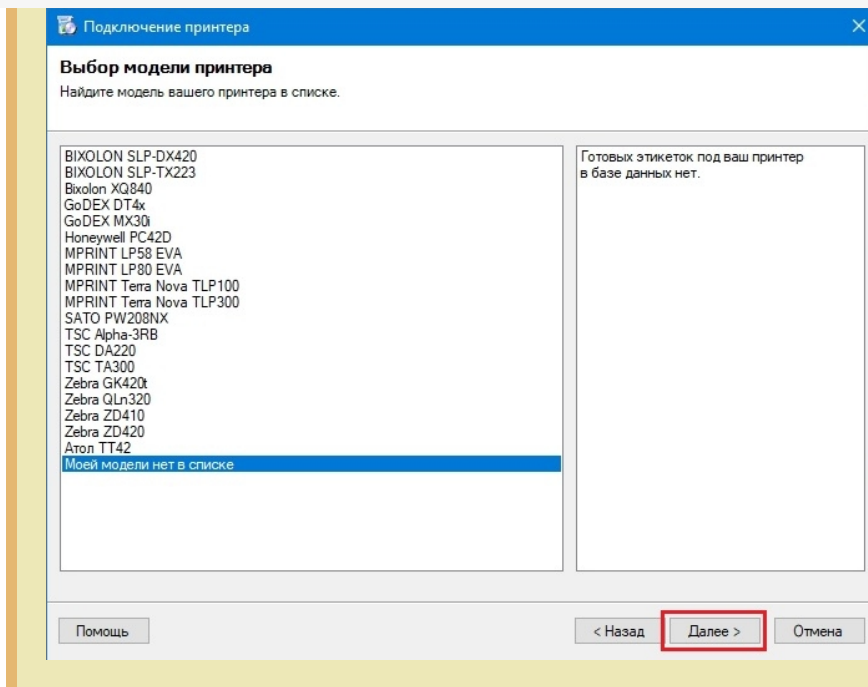 Подключение принтера
Выбор модели принтера
Найдите модель вашего принтера в списке.
BIXOLON SLP-DX420
BIXOLON SLP-TX223
Bixolon XQ840
GoDEX DT4x
GoDEX MX30i
Honeywell PC42D
MPRINT LP58 EVA
MPRINT LP80 EVA
MPRINT Terra Nova TLP100
MPRINT Terra Nova TLP300
SATO PW208NX
TSC Alpha-3RB
TSC DA220
TSC TA300
Zebra GK420t
Zebra QLn320
Zebra ZD410
Zebra ZD420
Атол ТТ42
Моей модели нет в списке
Готовых этикеток под ваш принтер
в базе данных нет.
Помощь
< Назад
Далее >
Отмена